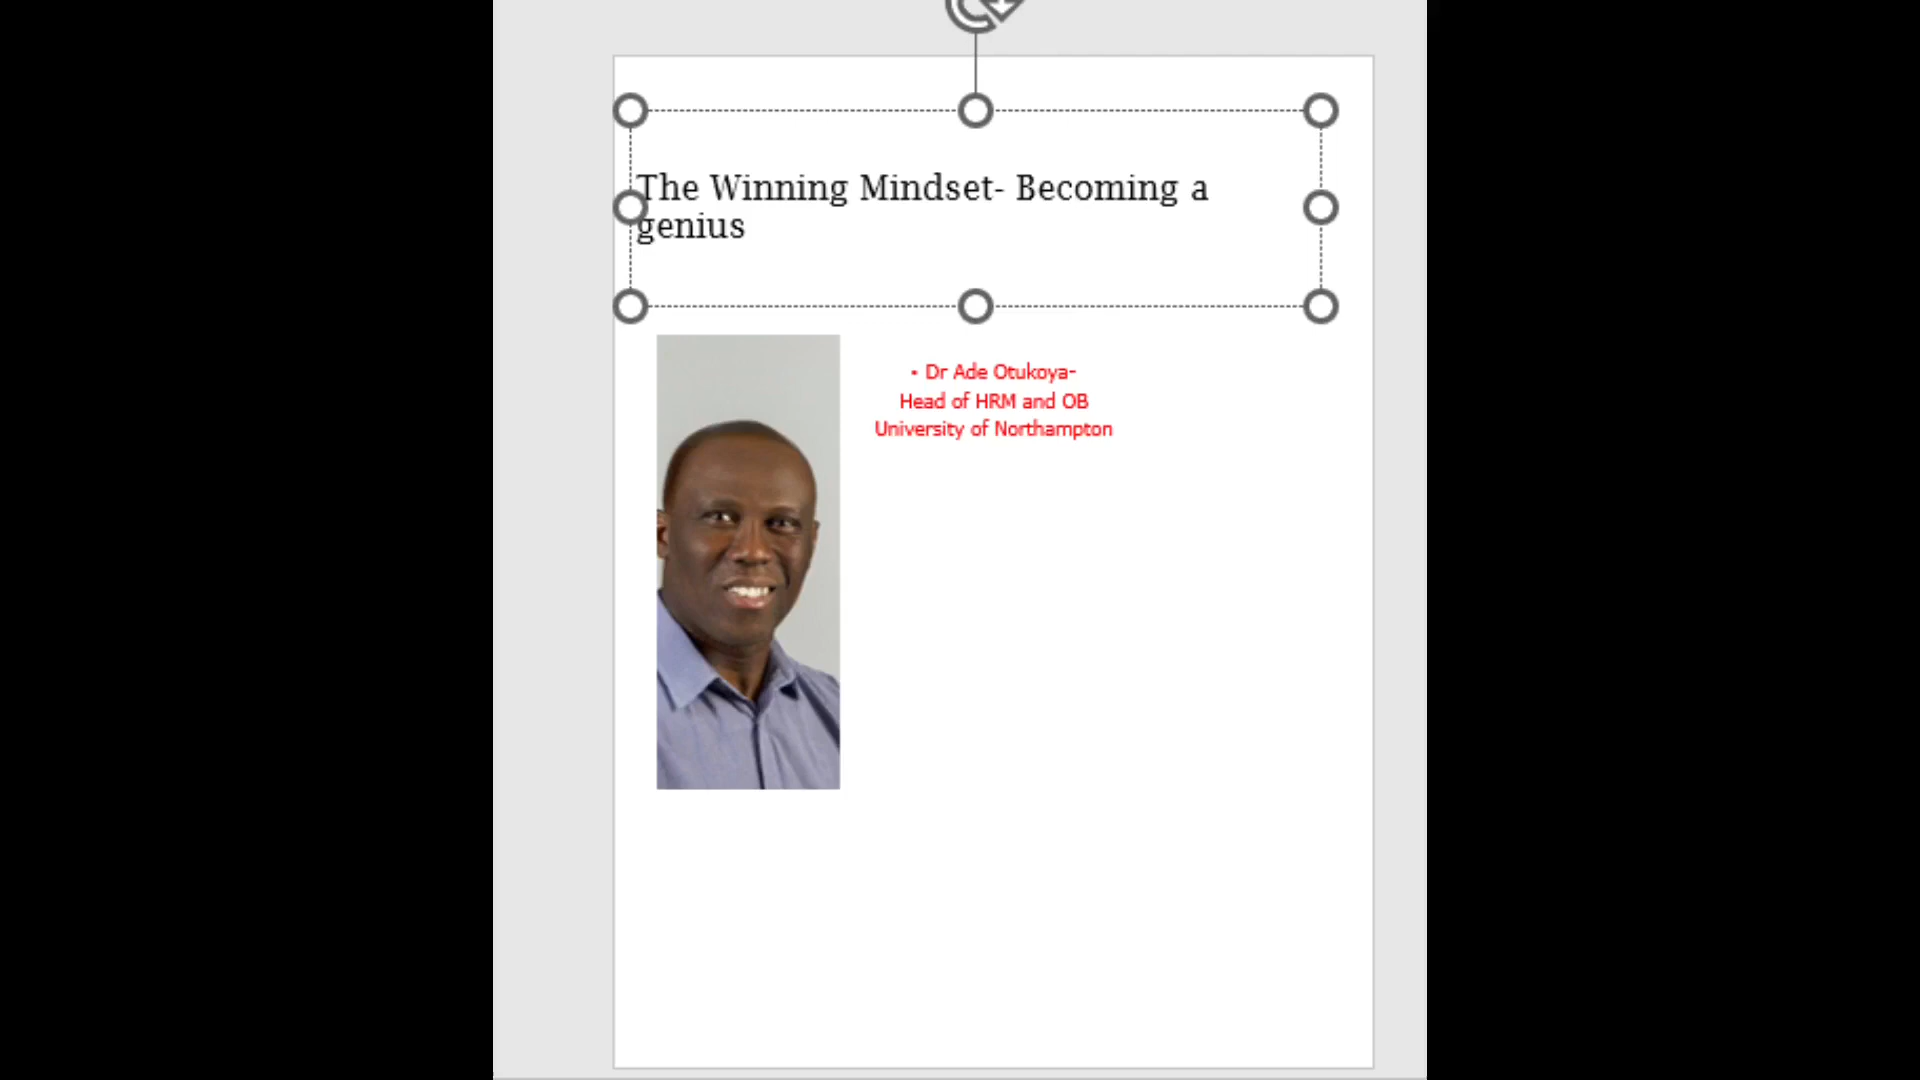 The Winning Mindset- Becoming a
genius
• Dr Ade Otukoya-
Head of HRM and OB
University of Northampton